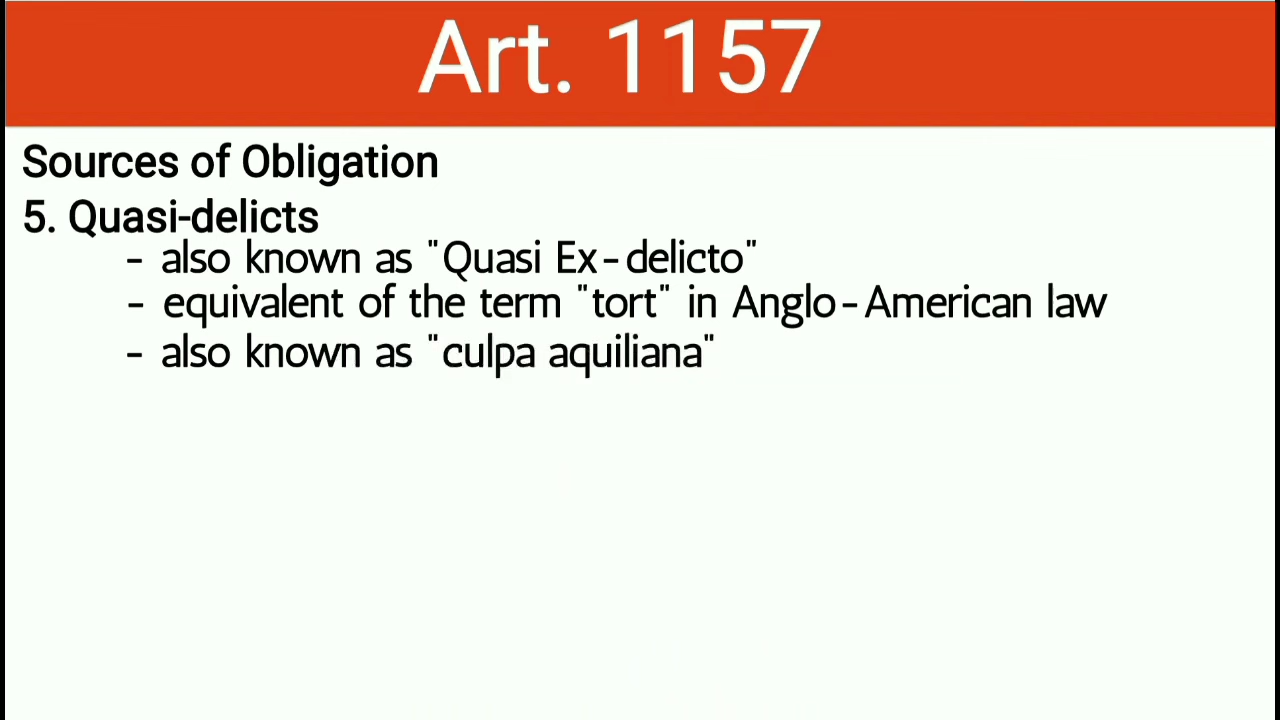 Art. 1157
Sources of Obligation
5. Quasi-delicts
- also known as "Quasi Ex-delicto"
- equivalent of the term "tort" in Anglo-American law
- also known as "culpa aquiliana"